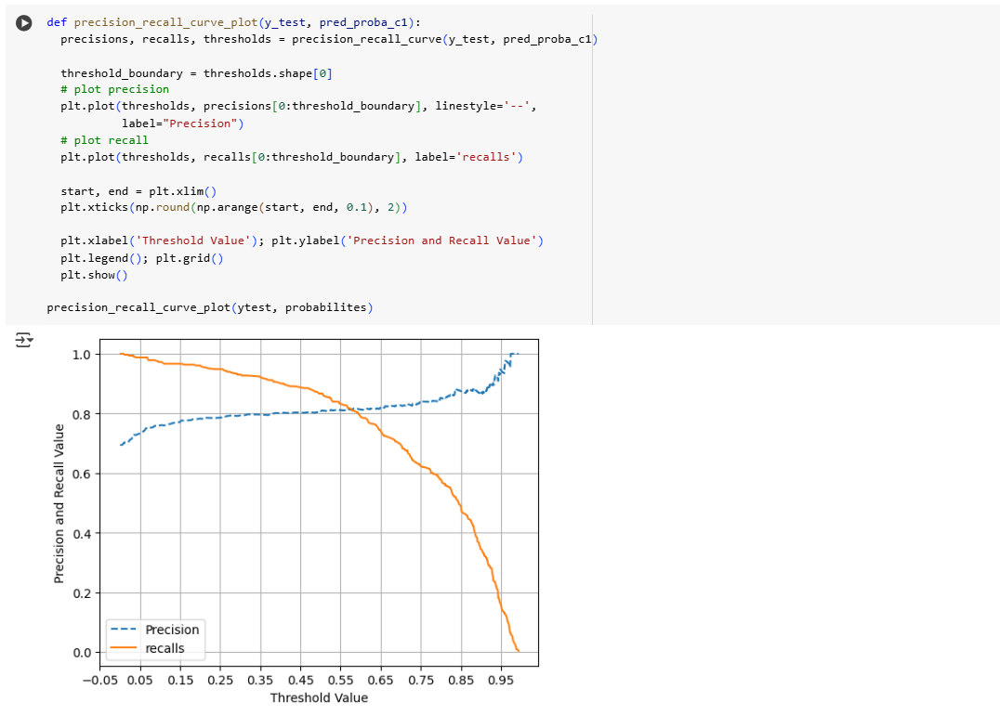 def precision_recall_curve_plot(y_test, pred_proba_c1):
  precisions, recalls, thresholds = precision_recall_curve(y_test, pred_proba_c1)

  threshold_boundary = thresholds.shape[0]
  # plot precision
  plt.plot(thresholds, precisions[0:threshold_boundary], linestyle='--',
           label="Precision")
  # plot recall
  plt.plot(thresholds, recalls[0:threshold_boundary], label='recalls')

  start, end = plt.xlim()
  plt.xticks(np.round(np.arange(start, end, 0.1), 2))

  plt.xlabel('Threshold Value'); plt.ylabel('Precision and Recall Value')
  plt.legend(); plt.grid()
  plt.show()

precision_recall_curve_plot(ytest, probabilites)
1.0
0.8
0.6
0.4
0.2
0.0
Precision and Recall Value
Precision
recalls
−0.05 0.05 0.15 0.25 0.35 0.45 0.55 0.65 0.75 0.85 0.95
Threshold Value